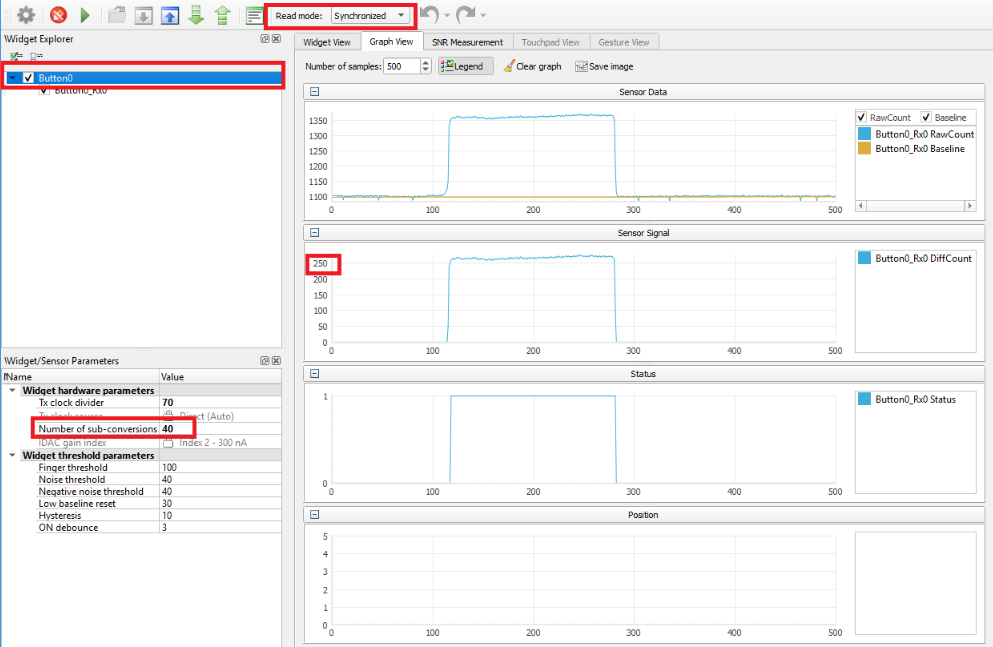 Read mode: Synchronized
Widget Explorer
Button0
Button0_Rx0
Widget/Sensor Parameters
Name Value
Widget hardware parameters
Tx clock divider 70
Tx clock source Direct (Auto)
Number of sub-conversions 40
IDAC gain index Index 2 - 300 nA
Widget threshold parameters
Finger threshold 100
Noise threshold 40
Negative noise threshold 40
Low baseline reset 30
Hysteresis 10
ON debounce 3
Widget View Graph View SNR Measurement Touchpad View Gesture View
Number of samples: 500 Legend Clear graph Save image
Sensor Data
1350
1300
1250
1200
1150
1100
0 100 200 300 400 500
RawCount Baseline
Button0_Rx0 RawCount
Button0_Rx0 Baseline
Sensor Signal
250
200
150
100
50
0
0 100 200 300 400 500
Button0_Rx0 DiffCount
Status
1
0
0 100 200 300 400 500
Button0_Rx0 Status
Position
5
4
3
2
1
0
0 100 200 300 400 500